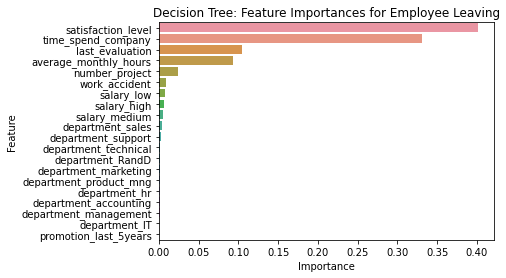 Decision Tree: Feature Importances for Employee Leaving
satisfaction_level
time_spend_company
last_evaluation
average_monthly_hours
number_project
work_accident
salary_low
salary_high
salary_medium
department_sales
department_support
department_technical
department_RandD
department_marketing
department_product_mng
department_hr
department_accounting
department_management
department_IT
promotion_last_5years
Feature
0.00 0.05 0.10 0.15 0.20 0.25 0.30 0.35 0.40
Importance